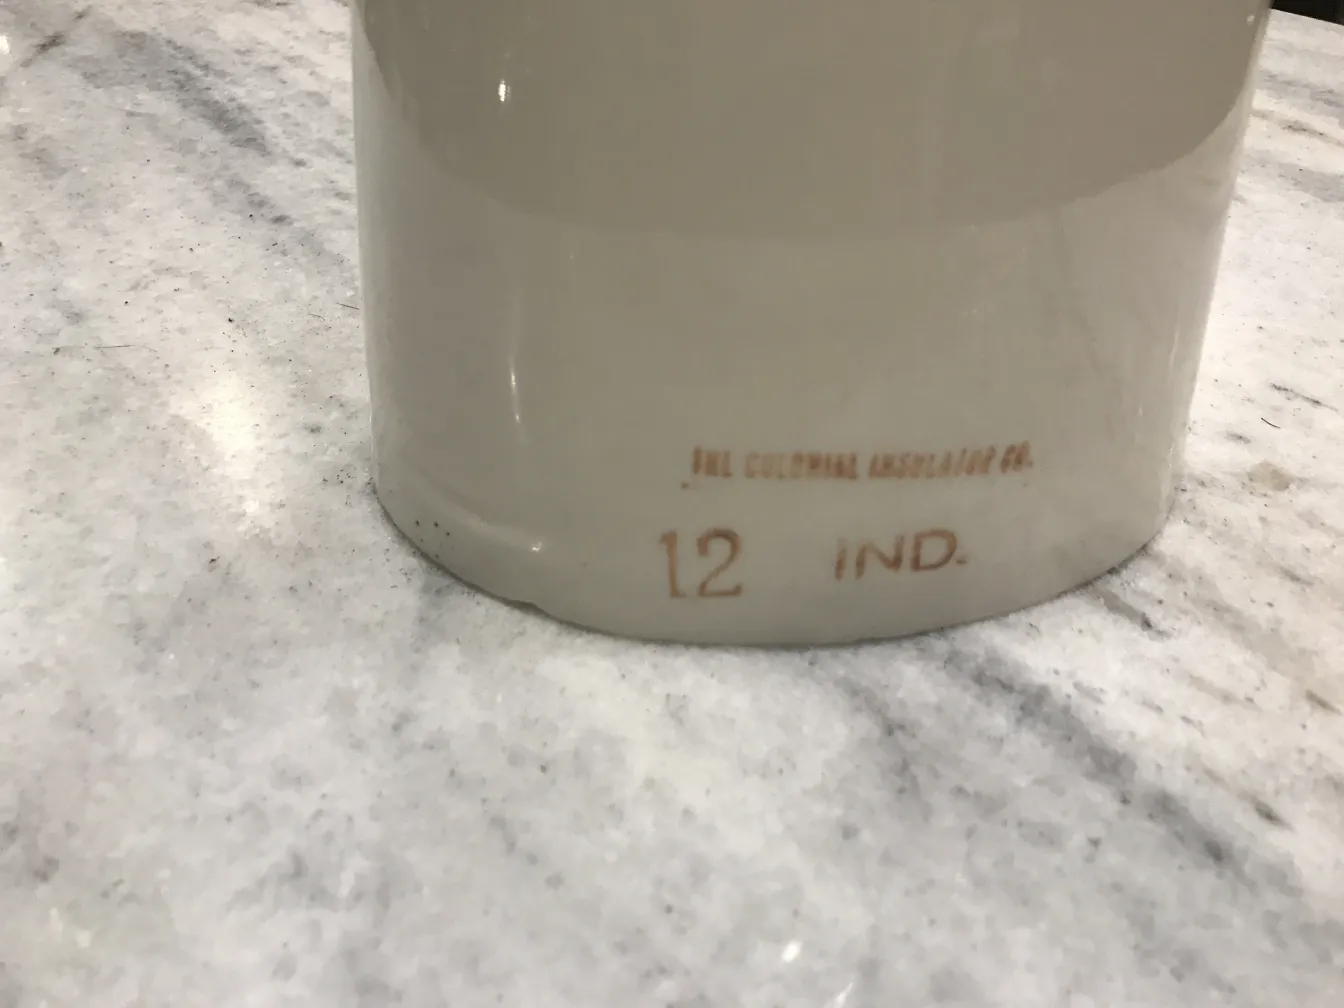 THE COLONIAL INSULATOR CO.
12 IND.